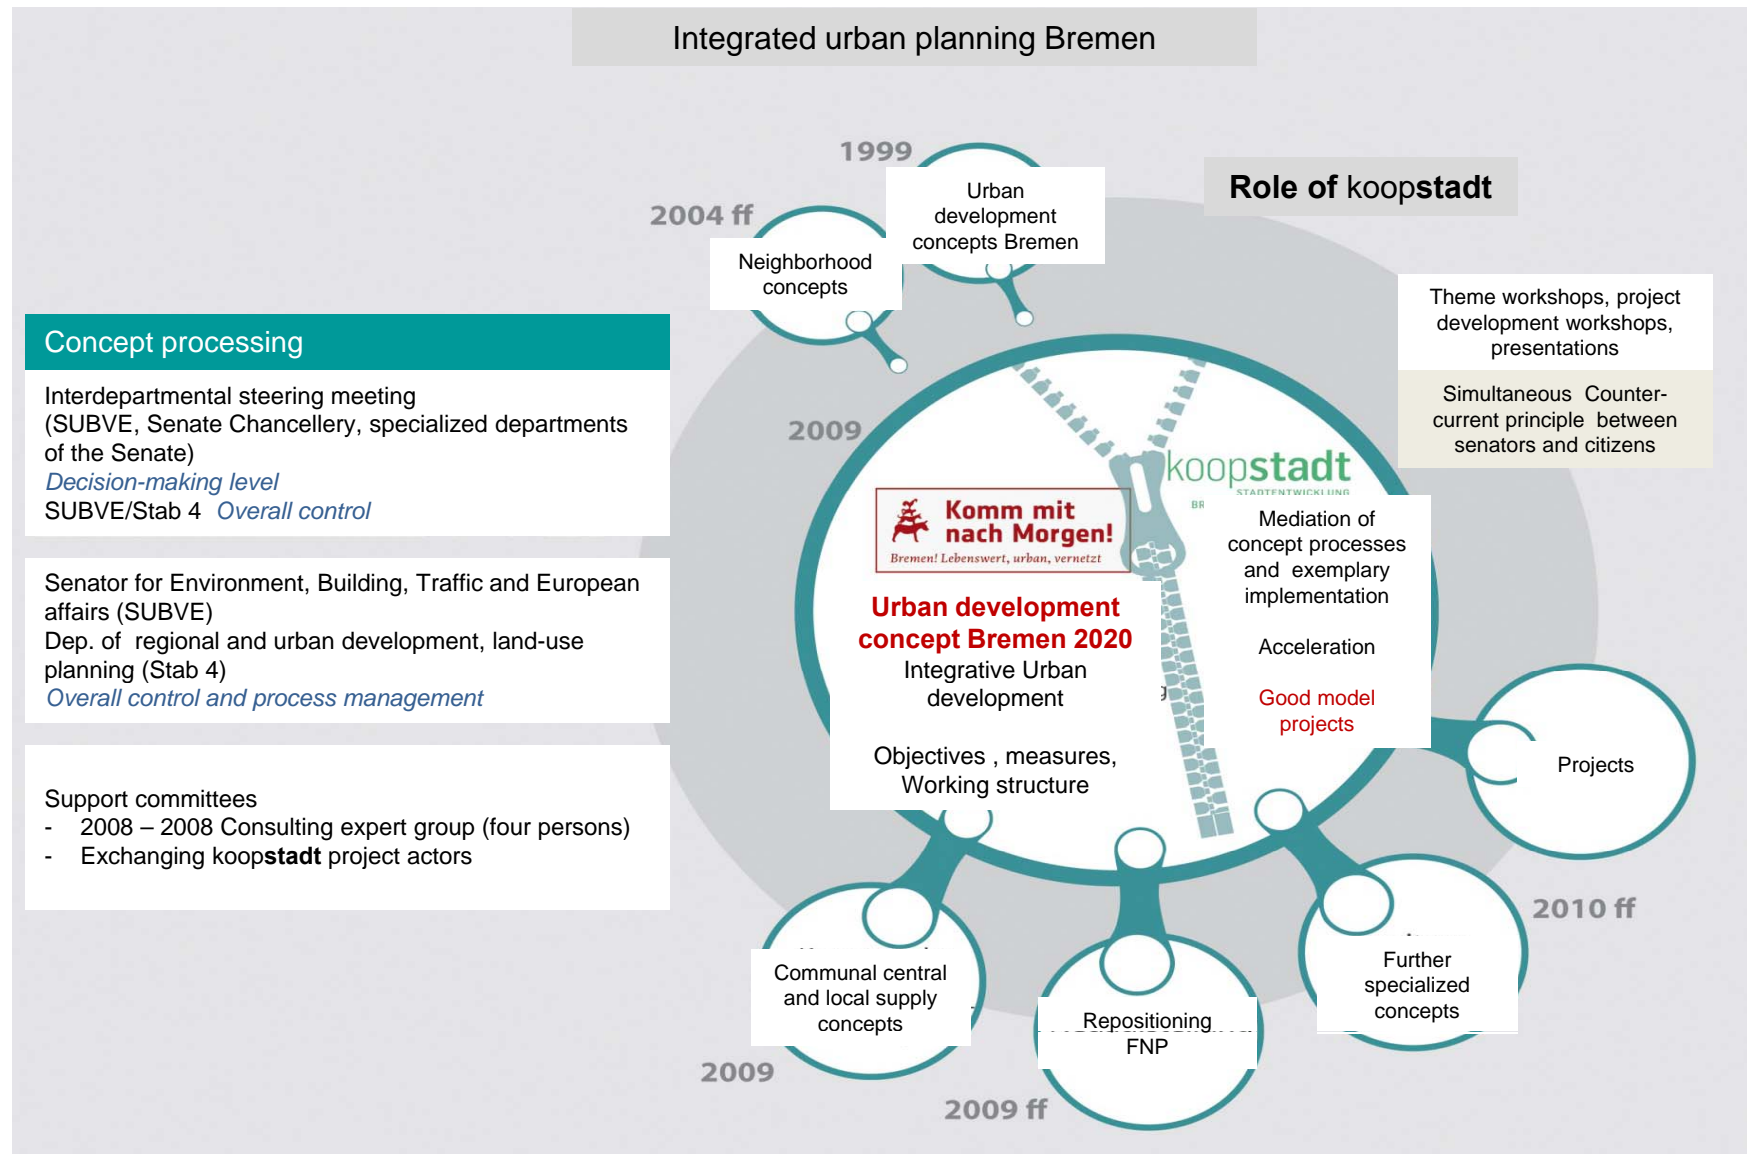 Integrated urban planning Bremen
1999
Urban
development
concepts Bremen
Role of koopstadt
2004 ff
Neighborhood
concepts
Theme workshops, project
development workshops,
presentations
Simultaneous Counter-
current principle between
senators and citizens
Concept processing
Interdepartmental steering meeting
(SUBVE, Senate Chancellery, specialized departments
of the Senate)
Decision-making level
SUBVE/Stab 4 Overall control
Senator for Environment, Building, Traffic and European
affairs (SUBVE)
Dep. of regional and urban development, land-use
planning (Stab 4)
Overall control and process management
Support committees
- 2008 – 2008 Consulting expert group (four persons)
- Exchanging koopstadt project actors
2009
Komm mit
nach Morgen!
Bremen! Lebenswert, urban, vernetzt
Urban development
concept Bremen 2020
Integrative Urban
development
Objectives , measures,
Working structure
koopstadt
STADTENTWICKLUNG
BR
Mediation of
concept processes
and exemplary
implementation
Acceleration
Good model
projects
g
Projects
2010 ff
Further
specialized
concepts
Repositioning
FNP
2009 ff
Communal central
and local supply
concepts
2009